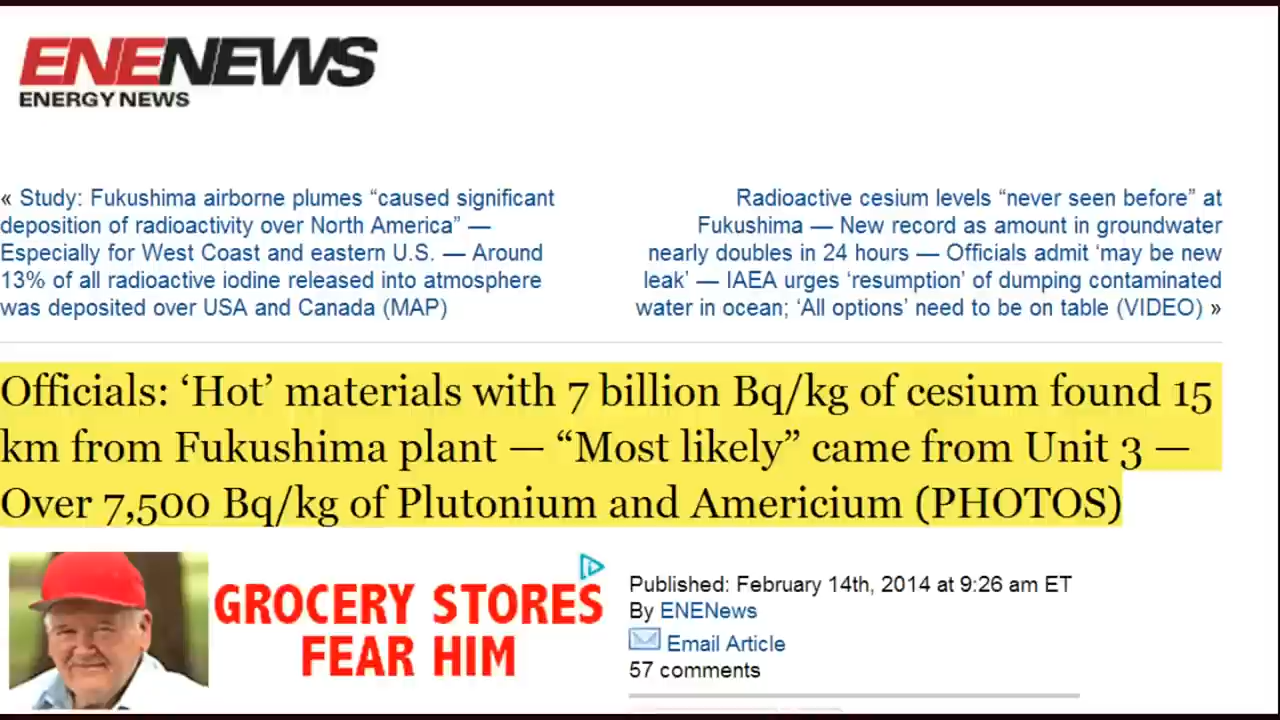 ENENEWS
ENERGY NEWS
« Study: Fukushima airborne plumes “caused significant
deposition of radioactivity over North America” —
Especially for West Coast and eastern U.S. — Around
13% of all radioactive iodine released into atmosphere
was deposited over USA and Canada (MAP)
Radioactive cesium levels “never seen before” at
Fukushima — New record as amount in groundwater
nearly doubles in 24 hours — Officials admit ‘may be new
leak’ — IAEA urges ‘resumption’ of dumping contaminated
water in ocean; ‘All options’ need to be on table (VIDEO) »
Officials: ‘Hot’ materials with 7 billion Bq/kg of cesium found 15
km from Fukushima plant — “Most likely” came from Unit 3 —
Over 7,500 Bq/kg of Plutonium and Americium (PHOTOS)
GROCERY STORES
FEAR HIM
Published: February 14th, 2014 at 9:26 am ET
By ENENews
Email Article
57 comments